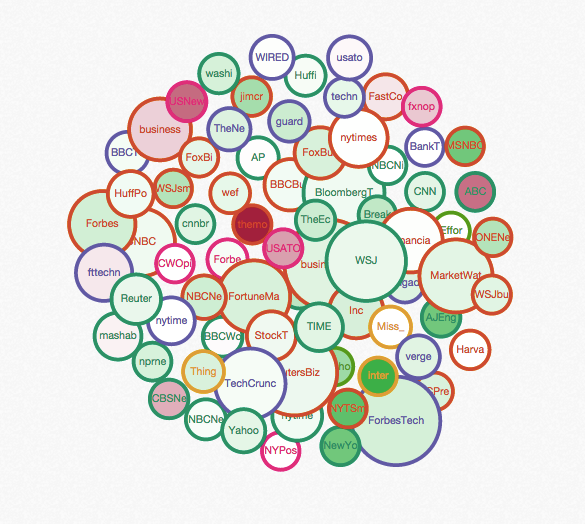 WIRED
usato
Huffi
washi
USNew
jimcr
techn
FastCo
fxnop
business
TheNe
guard
nytimes
BBCT
FoxBi
AP
FoxBu
BankT
MSNBC
NBCNi
HuffPo
WSJsm
wef
BBCBu
BloombergT
CNN
ABC
Forbes
NBC
cnnbr
themo
TheEc
Break
ancia
Effor
ONENe
USATO
fttechn
CWOpi
Forbe
busin
WSJ
MarketWat
gad
Reuter
NBCNe
FortuneMa
Inc
WSJbu
nytime
TIME
Miss_
AJEng
mashab
BBCWo
StockT
verge
Harva
nprne
Thing
TechCrunc
utersBiz
ho
Inter
CPre
CBSNe
NYTSm
NBCNe
Yahoo
nytime
ForbesTech
NYPos
NewYo